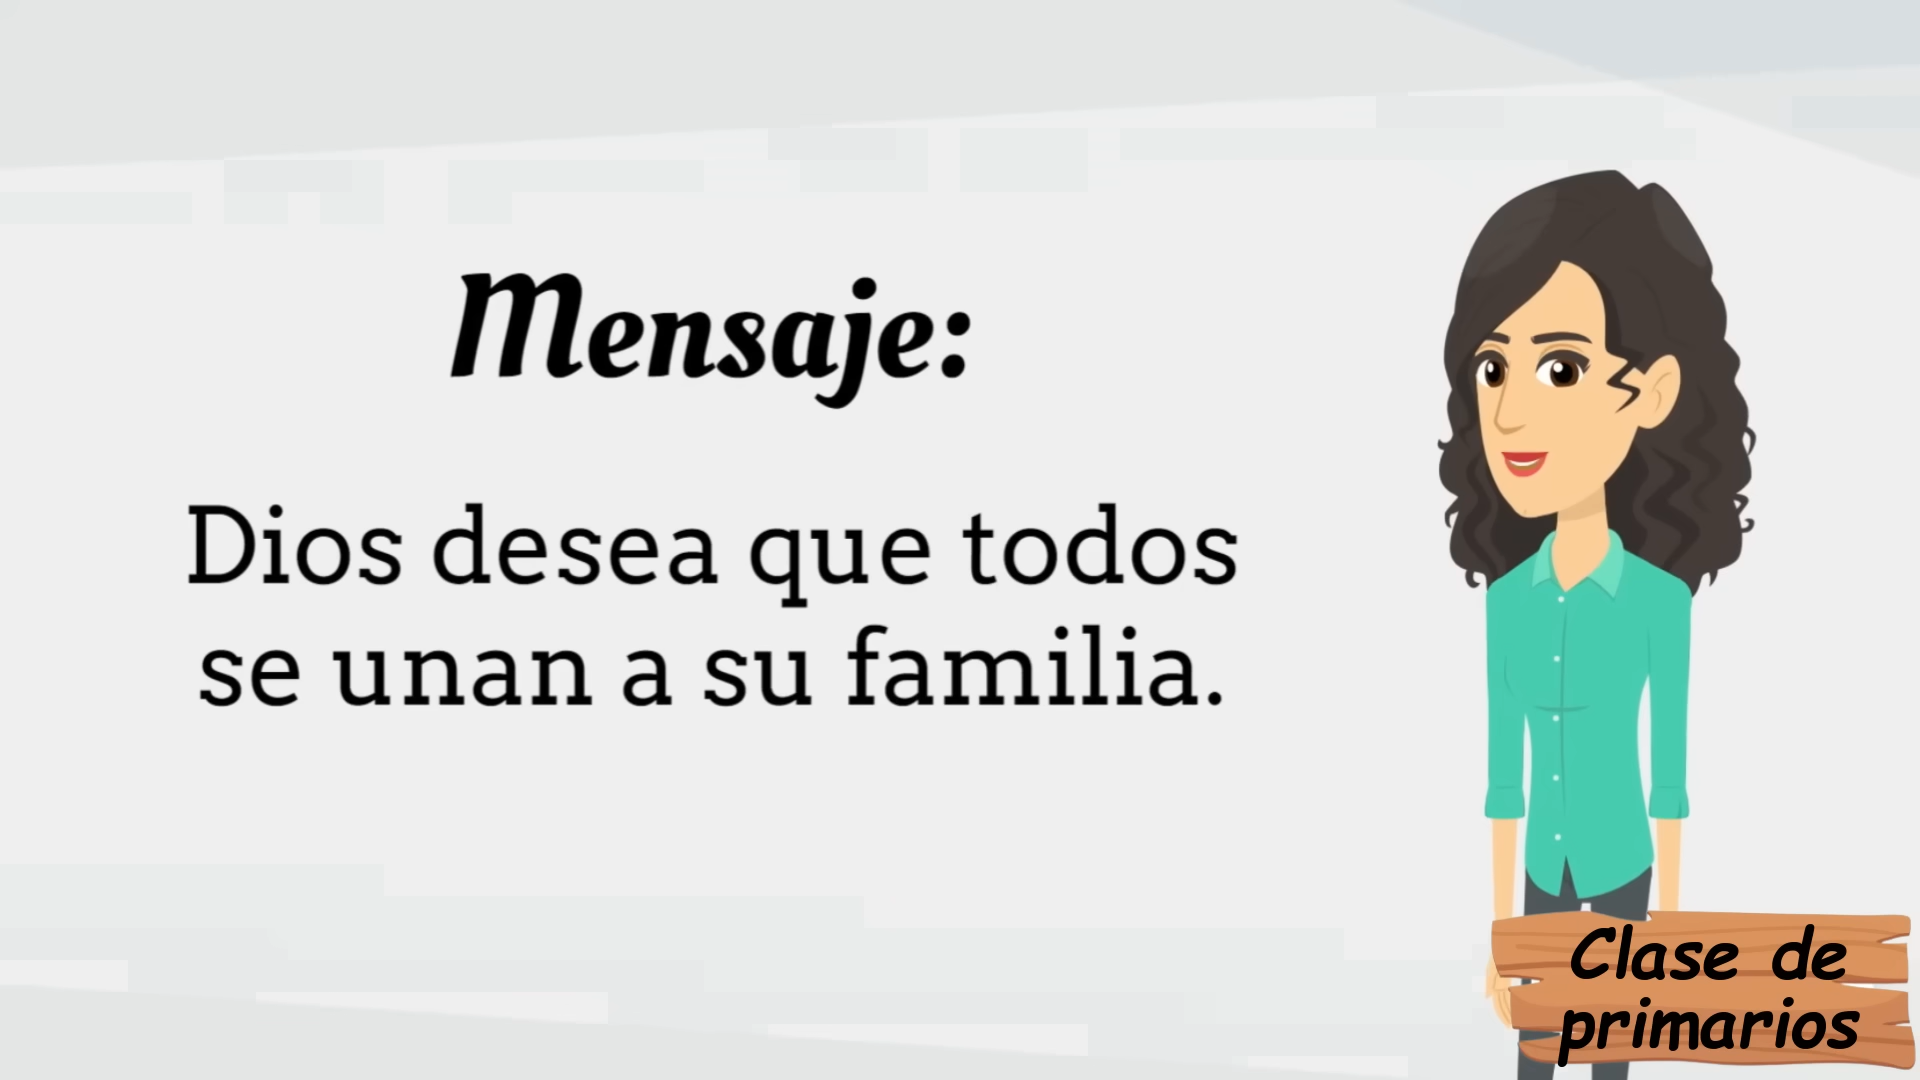 Mensaje:
Dios desea que todos
se unan a su familia.
Clase de
primarios